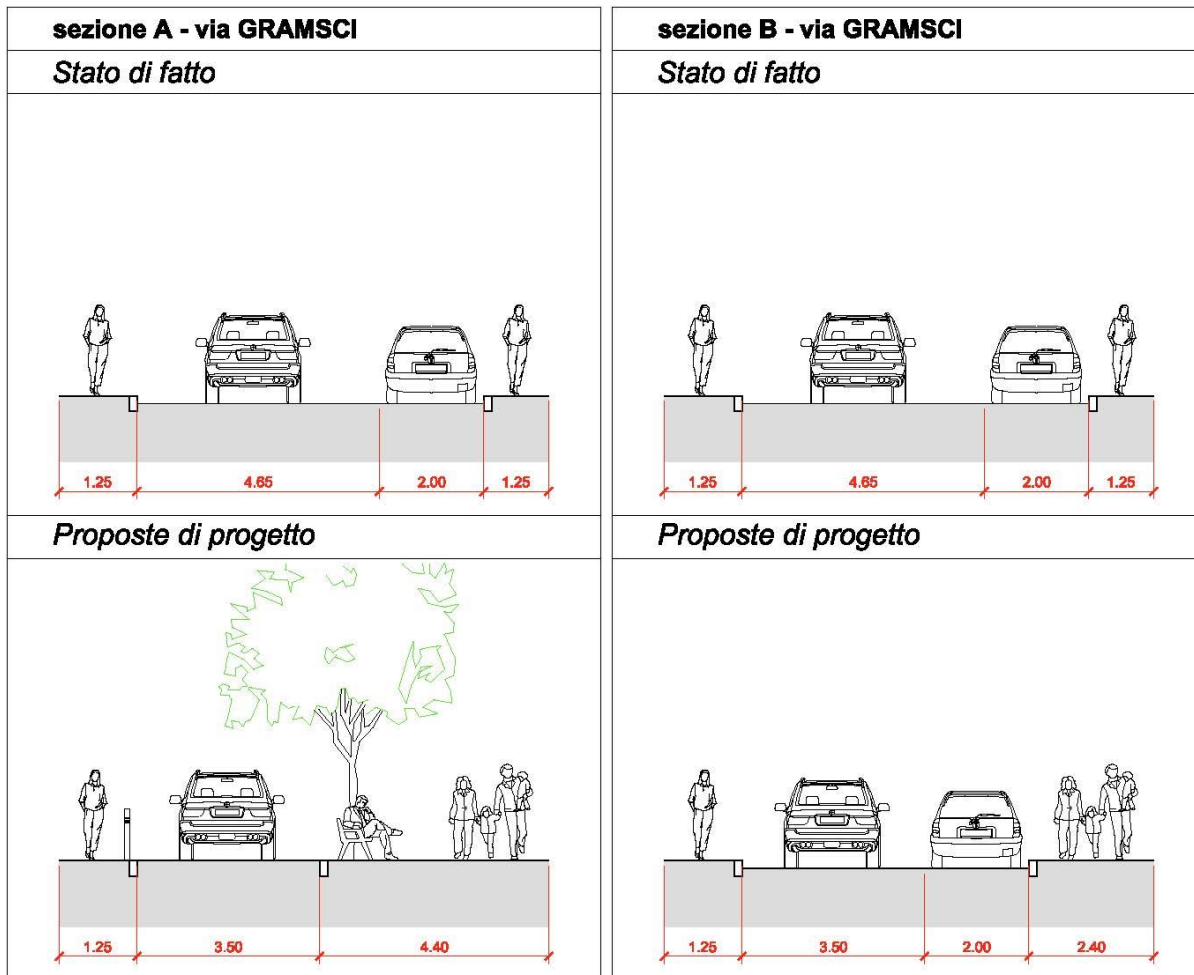 sezione A - via GRAMSCI
Stato di fatto
1.25 4.65 2.00 1.25
Proposte di progetto
1.25 3.50 4.40
sezione B - via GRAMSCI
Stato di fatto
1.25 4.65 2.00 1.25
Proposte di progetto
1.25 3.50 2.00 2.40